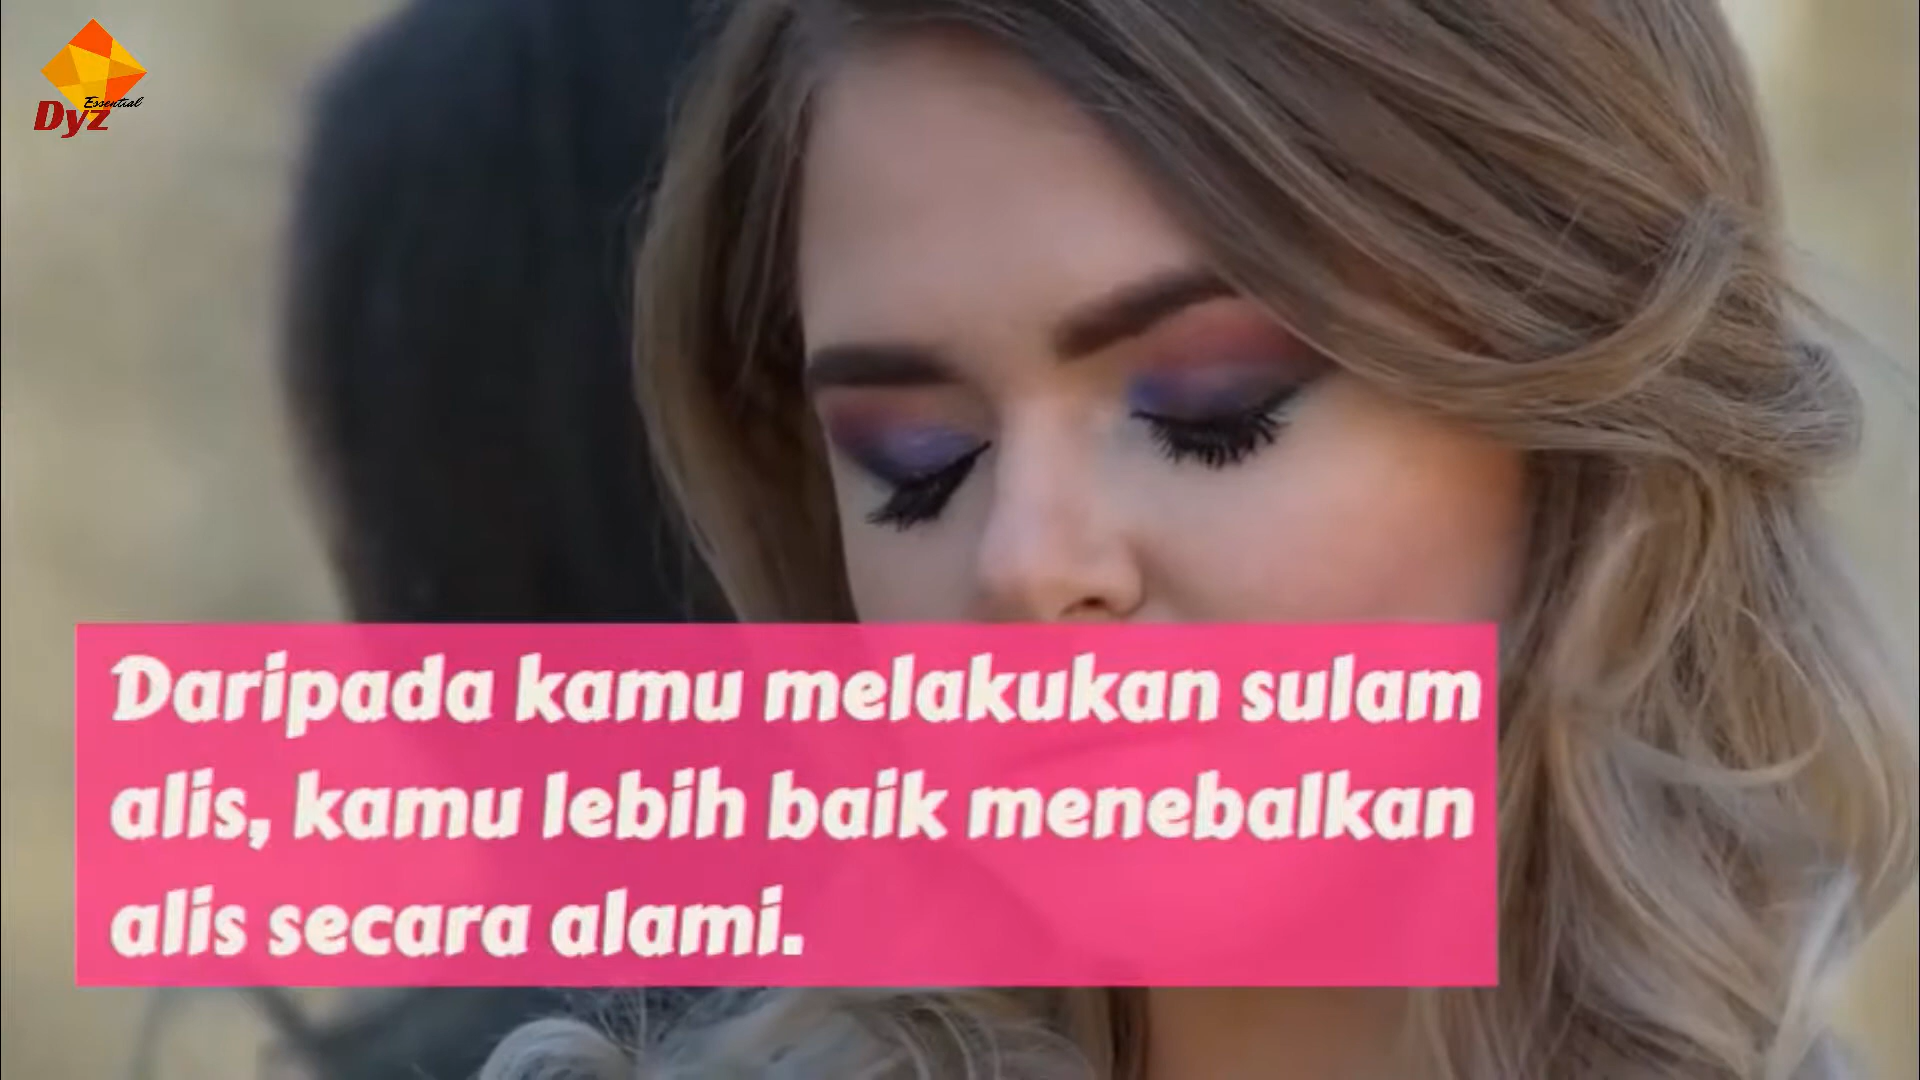 Essential
Dyz
Daripada kamu melakukan sulam
alis, kamu lebih baik menebalkan
alis secara alami.